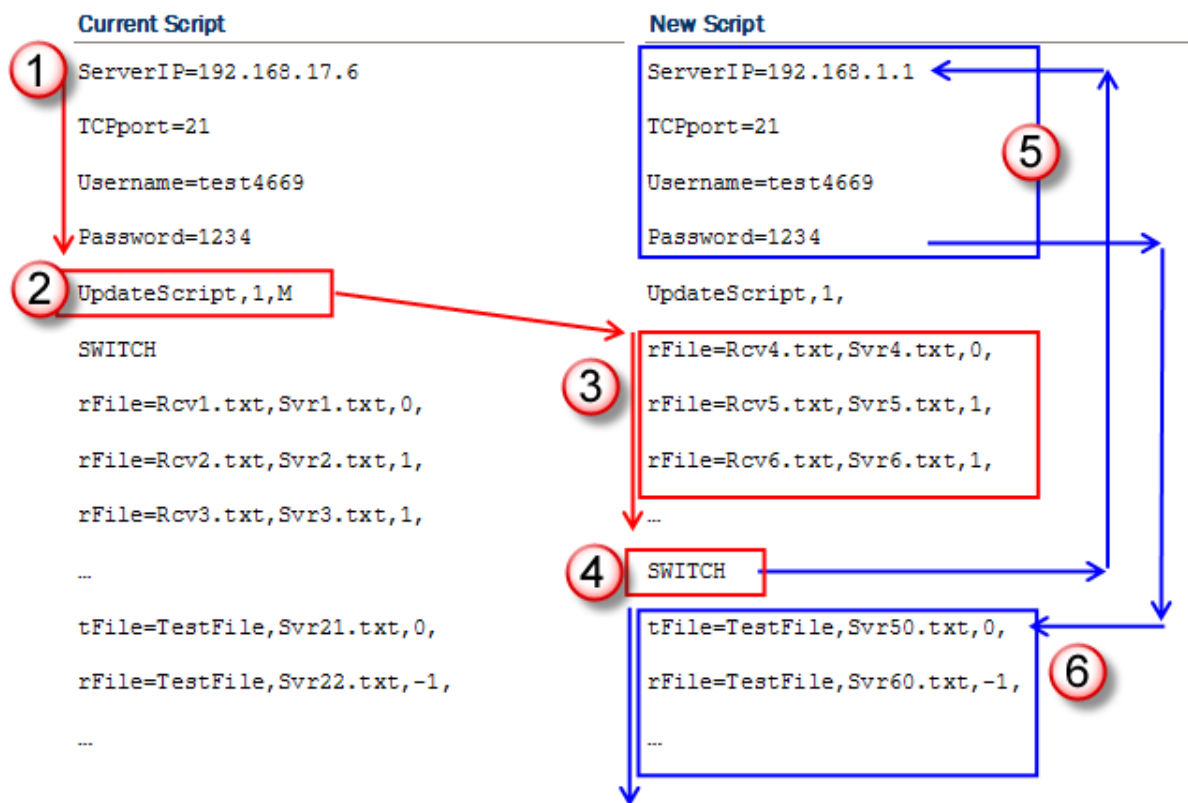 Current Script
1
ServerIP=192.168.17.6
TCPport=21
Username=test4669
Password=1234
2
UpdateScript,1,M
SWITCH
rFile=Rcv1.txt,Svr1.txt,0,
rFile=Rcv2.txt,Svr2.txt,1,
rFile=Rcv3.txt,Svr3.txt,1,
…
tFile=TestFile,Svr21.txt,0,
rFile=TestFile,Svr22.txt,-1,
…
New Script
ServerIP=192.168.1.1
TCPport=21
5
Username=test4669
Password=1234
UpdateScript,1,
rFile=Rcv4.txt,Svr4.txt,0,
3
rFile=Rcv5.txt,Svr5.txt,1,
rFile=Rcv6.txt,Svr6.txt,1,
…
4
SWITCH
tFile=TestFile,Svr50.txt,0,
rFile=TestFile,Svr60.txt,-1,
6
…